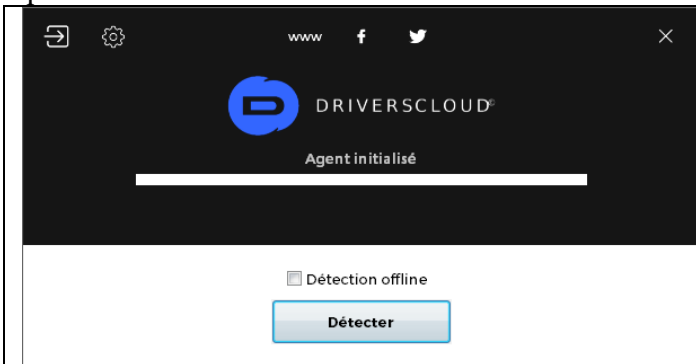 www f
DRIVERSCLOUD©
Agent initialisé
Détection offline
Détecter